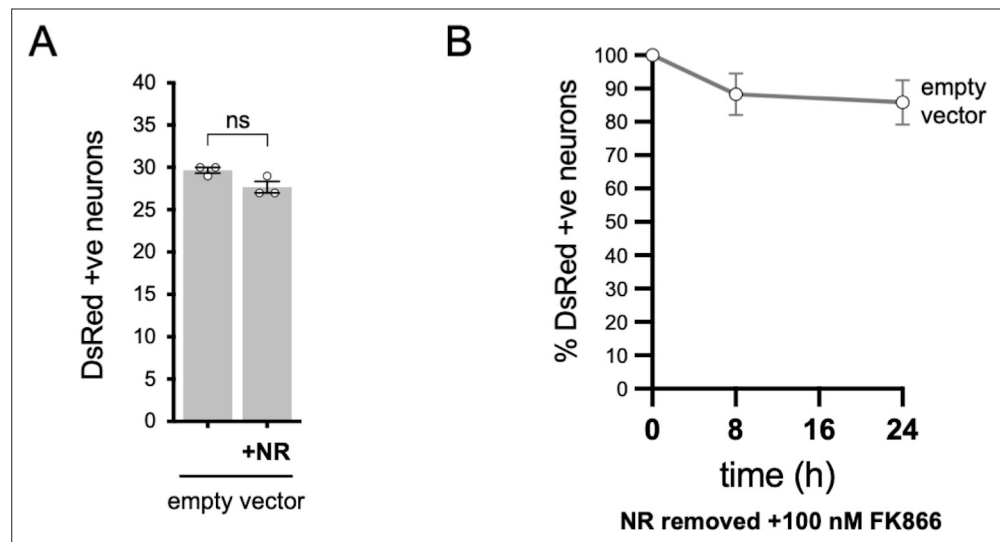 A
40
35
30
25
20
15
10
5
0
DsRed +ve neurons
ns
+NR
empty vector
B
100
90
80
70
60
50
40
30
20
10
0
% DsRed +ve neurons
empty
vector
0 8 16 24
time (h)
NR removed +100 nM FK866